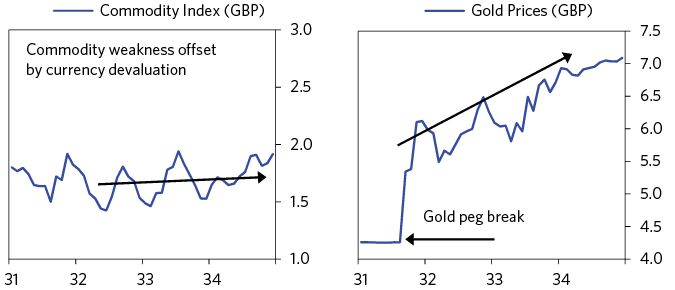 Commodity Index (GBP)
Commodity weakness offset
by currency devaluation
3.0
2.5
2.0
1.5
1.0
31 32 33 34
Gold Prices (GBP)
7.5
7.0
6.5
6.0
5.5
5.0
4.5
4.0
Gold peg break
31 32 33 34